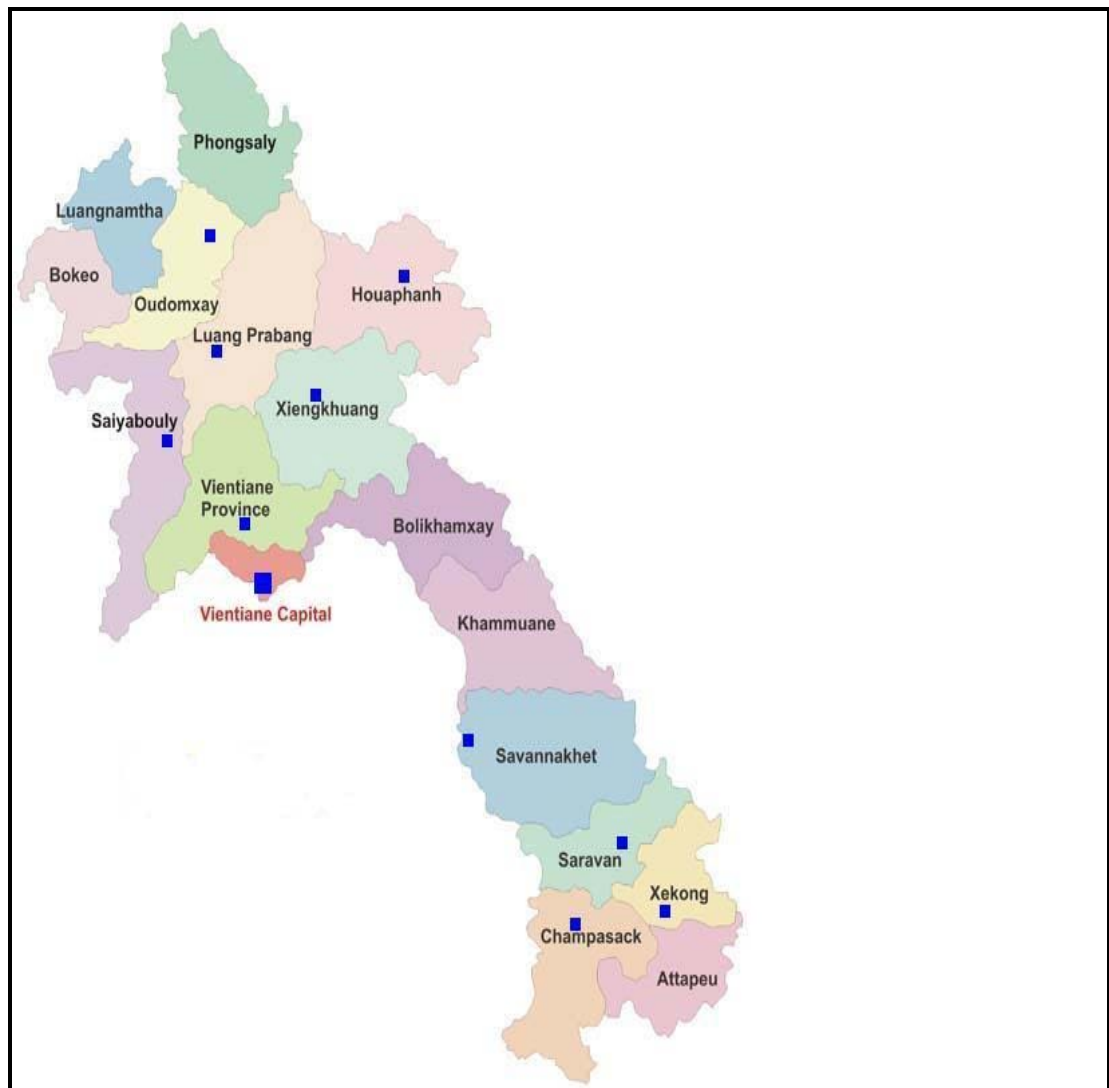 Phongsaly
Luangnamtha
Bokeo
Oudomxay
Houaphanh
Luang Prabang
Xiengkhuang
Saiyabouly
Vientiane
Province
Bolikhamxay
Vientiane Capital
Khammuane
Savannakhet
Saravan
Xekong
Champasack
Attapeu